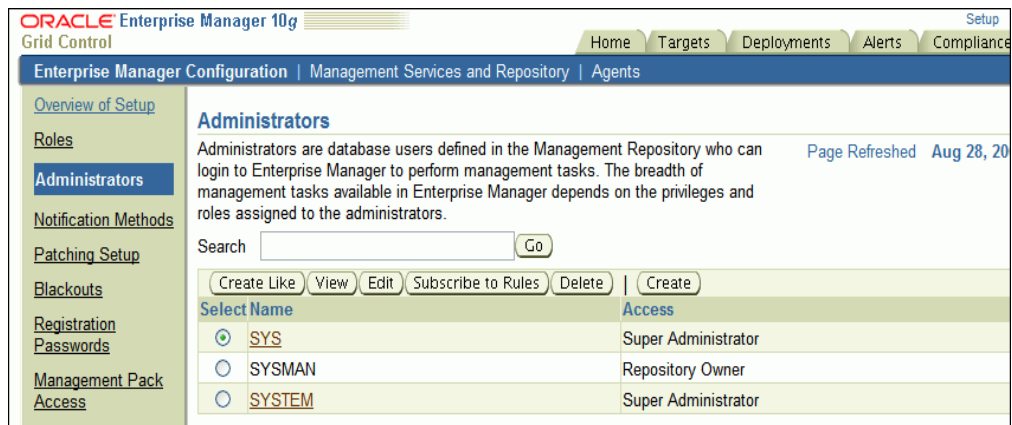 ORACLE Enterprise Manager 10g
Grid Control
Setup
Home Targets Deployments Alerts Compliance
Enterprise Manager Configuration | Management Services and Repository | Agents
Overview of Setup
Roles
Administrators
Notification Methods
Patching Setup
Blackouts
Registration
Passwords
Management Pack
Access
Administrators
Administrators are database users defined in the Management Repository who can
login to Enterprise Manager to perform management tasks. The breadth of
management tasks available in Enterprise Manager depends on the privileges and
roles assigned to the administrators.
Page Refreshed Aug 28, 20
Search Go
Create Like View Edit Subscribe to Rules Delete | Create
Select Name Access
SYS Super Administrator
SYSMAN Repository Owner
SYSTEM Super Administrator